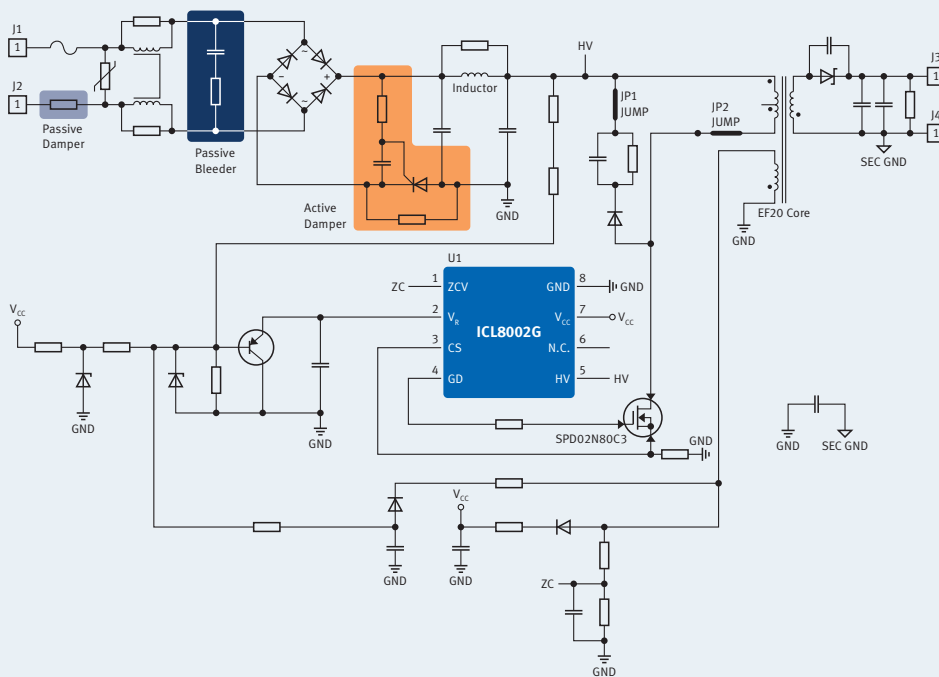 J1
1
J2
1
Passive
Damper
Passive
Bleeder
~
−
+
~
Active
Damper
Inductor
GND
HV
JP1
JUMP
JP2
JUMP
EF20 Core
GND
SEC GND
J3
1
J4
1
U1
ICL8002G
ZC
1
ZCV
2
VR
3
CS
4
GD
8
GND
GND
7
VCC
VCC
6
N.C.
5
HV
HV
VCC
GND
GND
SPD02N80C3
GND
GND
SEC GND
GND
VCC
GND
ZC
GND